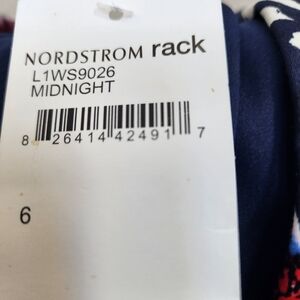 NORDSTROM rack
L1WS9026
MIDNIGHT
8 26414 42491 7
6